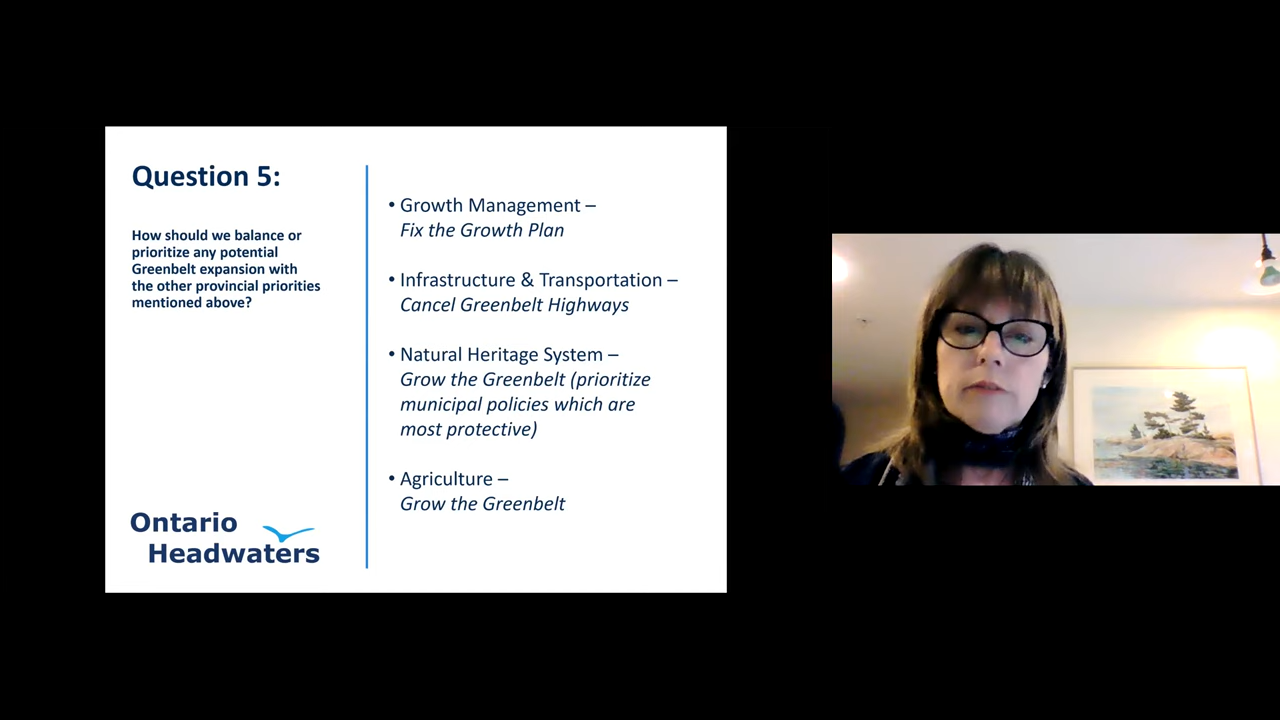 Question 5:
How should we balance or
prioritize any potential
Greenbelt expansion with
the other provincial priorities
mentioned above?
• Growth Management –
Fix the Growth Plan
• Infrastructure & Transportation –
Cancel Greenbelt Highways
• Natural Heritage System –
Grow the Greenbelt (prioritize
municipal policies which are
most protective)
• Agriculture –
Grow the Greenbelt
Ontario
Headwaters